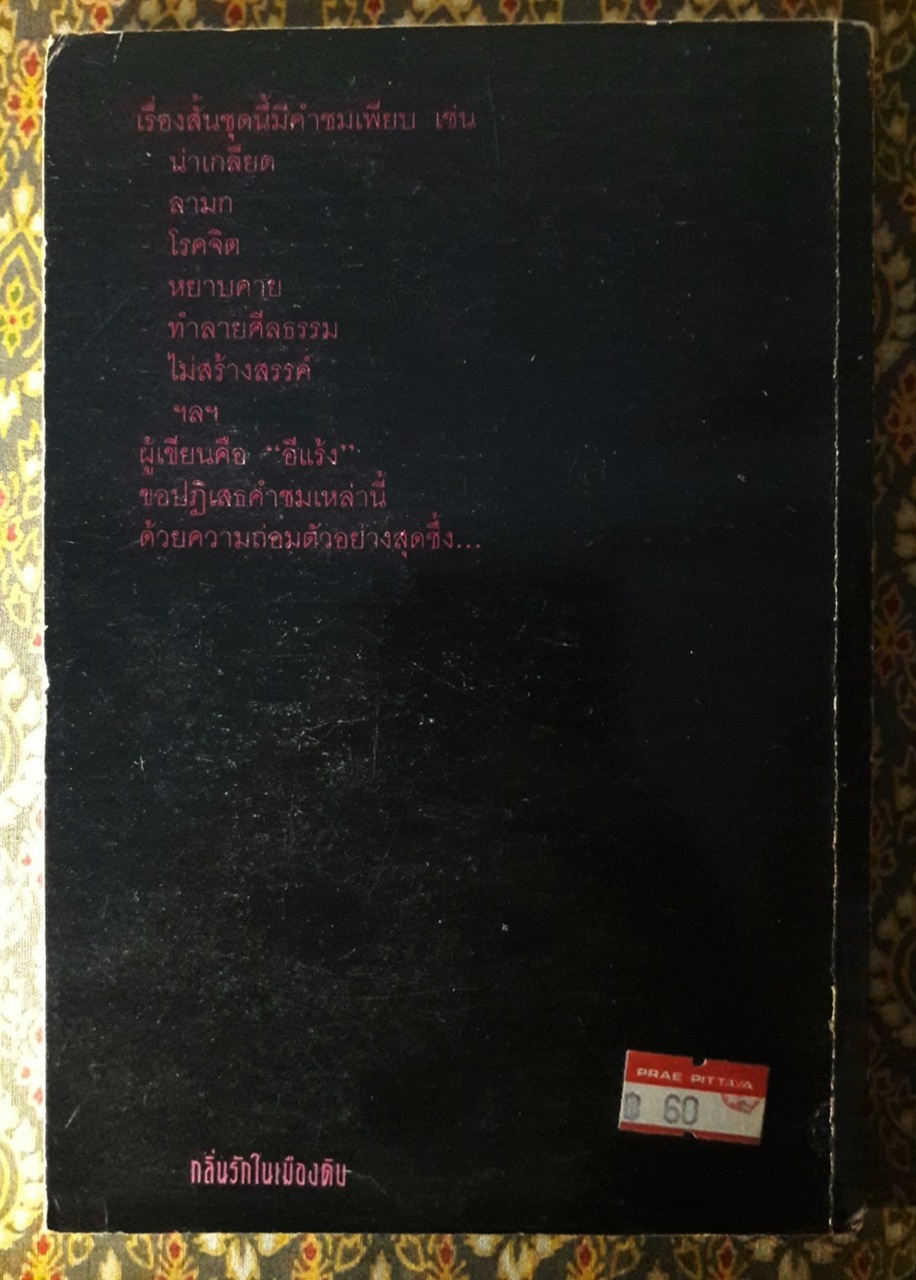 เรื่องสั้นชุดนี้มีคำชมเพียบ เช่น
น่าเกลียด
ลามก
โรคจิต
หยาบคาย
ทำลายศีลธรรม
ไม่สร้างสรรค์
ฯลฯ
ผู้เขียนคือ “อีแร้ง”
ขอปฏิเสธคำชมเหล่านี้
ด้วยความถ่อมตัวอย่างสุดซึ้ง...
PRAE PITTAYA
฿ 60
กลิ่นรักในเมืองดิบ